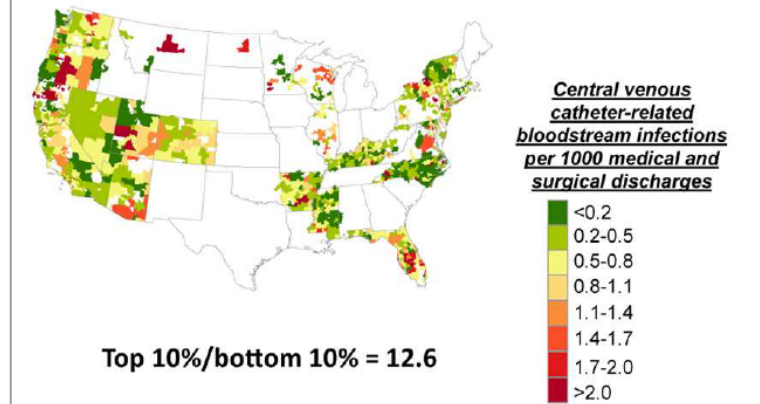 Central venous
catheter-related
bloodstream infections
per 1000 medical and
surgical discharges
<0.2
0.2-0.5
0.5-0.8
0.8-1.1
1.1-1.4
1.4-1.7
1.7-2.0
>2.0
Top 10%/bottom 10% = 12.6